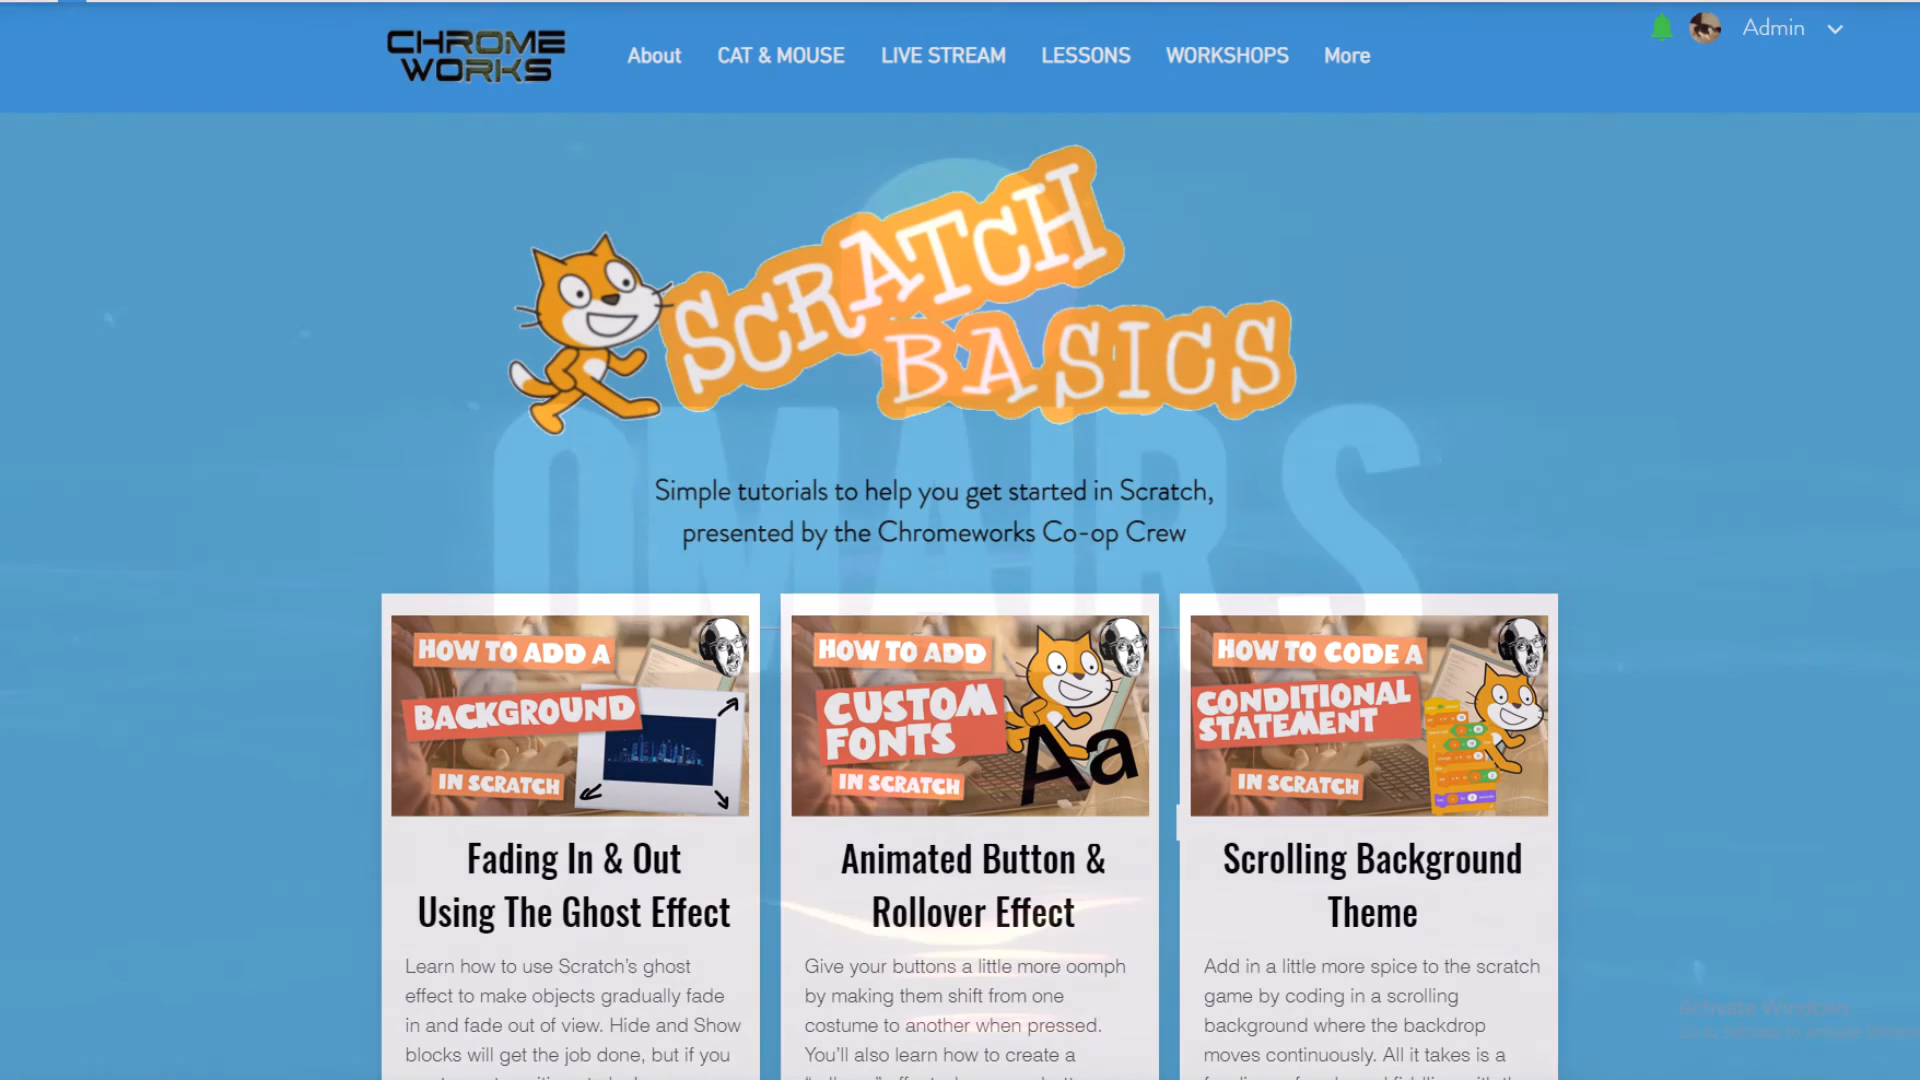 CHROME
WORKS
About
CAT & MOUSE
LIVE STREAM
LESSONS
WORKSHOPS
More
Admin
SCRATCH
BASICS
OMAIRS
Simple tutorials to help you get started in Scratch,
presented by the Chromeworks Co-op Crew
HOW TO ADD A
BACKGROUND
IN SCRATCH
HOW TO ADD
CUSTOM
FONTS
IN SCRATCH
Aa
HOW TO CODE A
CONDITIONAL
STATEMENT
IN SCRATCH
Fading In & Out
Using The Ghost Effect
Animated Button &
Rollover Effect
Scrolling Background
Theme
Learn how to use Scratch's ghost
effect to make objects gradually fade
in and fade out of view. Hide and Show
blocks will get the job done, but if you
Give your buttons a little more oomph
by making them shift from one
costume to another when pressed.
You'll also learn how to create a
Add in a little more spice to the scratch
game by coding in a scrolling
background where the backdrop
moves continuously. All it takes is a
Activate Windows